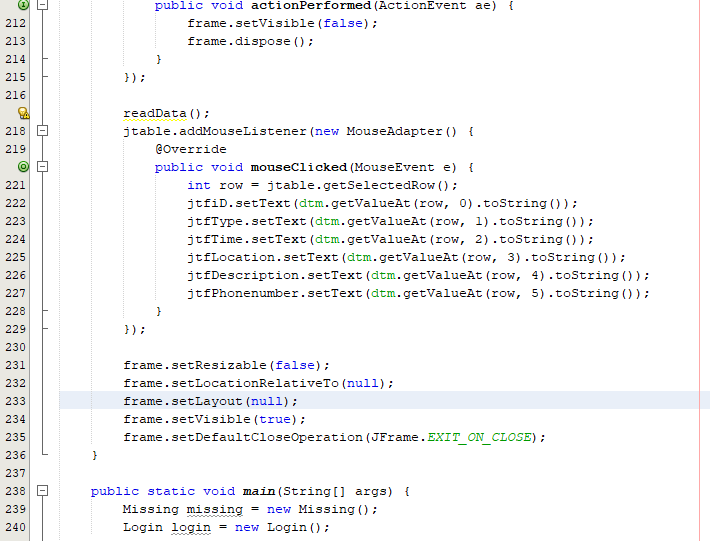 public void actionPerformed(ActionEvent ae) {
212 frame.setVisible(false);
213 frame.dispose();
214 }
215 });
216
readData();
218 jtable.addMouseListener(new MouseAdapter() {
219 @Override
public void mouseClicked(MouseEvent e) {
221 int row = jtable.getSelectedRow();
222 jtfiD.setText(dtm.getValueAt(row, 0).toString());
223 jtfType.setText(dtm.getValueAt(row, 1).toString());
224 jtfTime.setText(dtm.getValueAt(row, 2).toString());
225 jtfLocation.setText(dtm.getValueAt(row, 3).toString());
226 jtfDescription.setText(dtm.getValueAt(row, 4).toString());
227 jtfPhonenumber.setText(dtm.getValueAt(row, 5).toString());
228 }
229 });
230
231 frame.setResizable(false);
232 frame.setLocationRelativeTo(null);
233 frame.setLayout(null);
234 frame.setVisible(true);
235 frame.setDefaultCloseOperation(JFrame.EXIT_ON_CLOSE);
236 }
237
238 public static void main(String[] args) {
239 Missing missing = new Missing();
240 Login login = new Login();